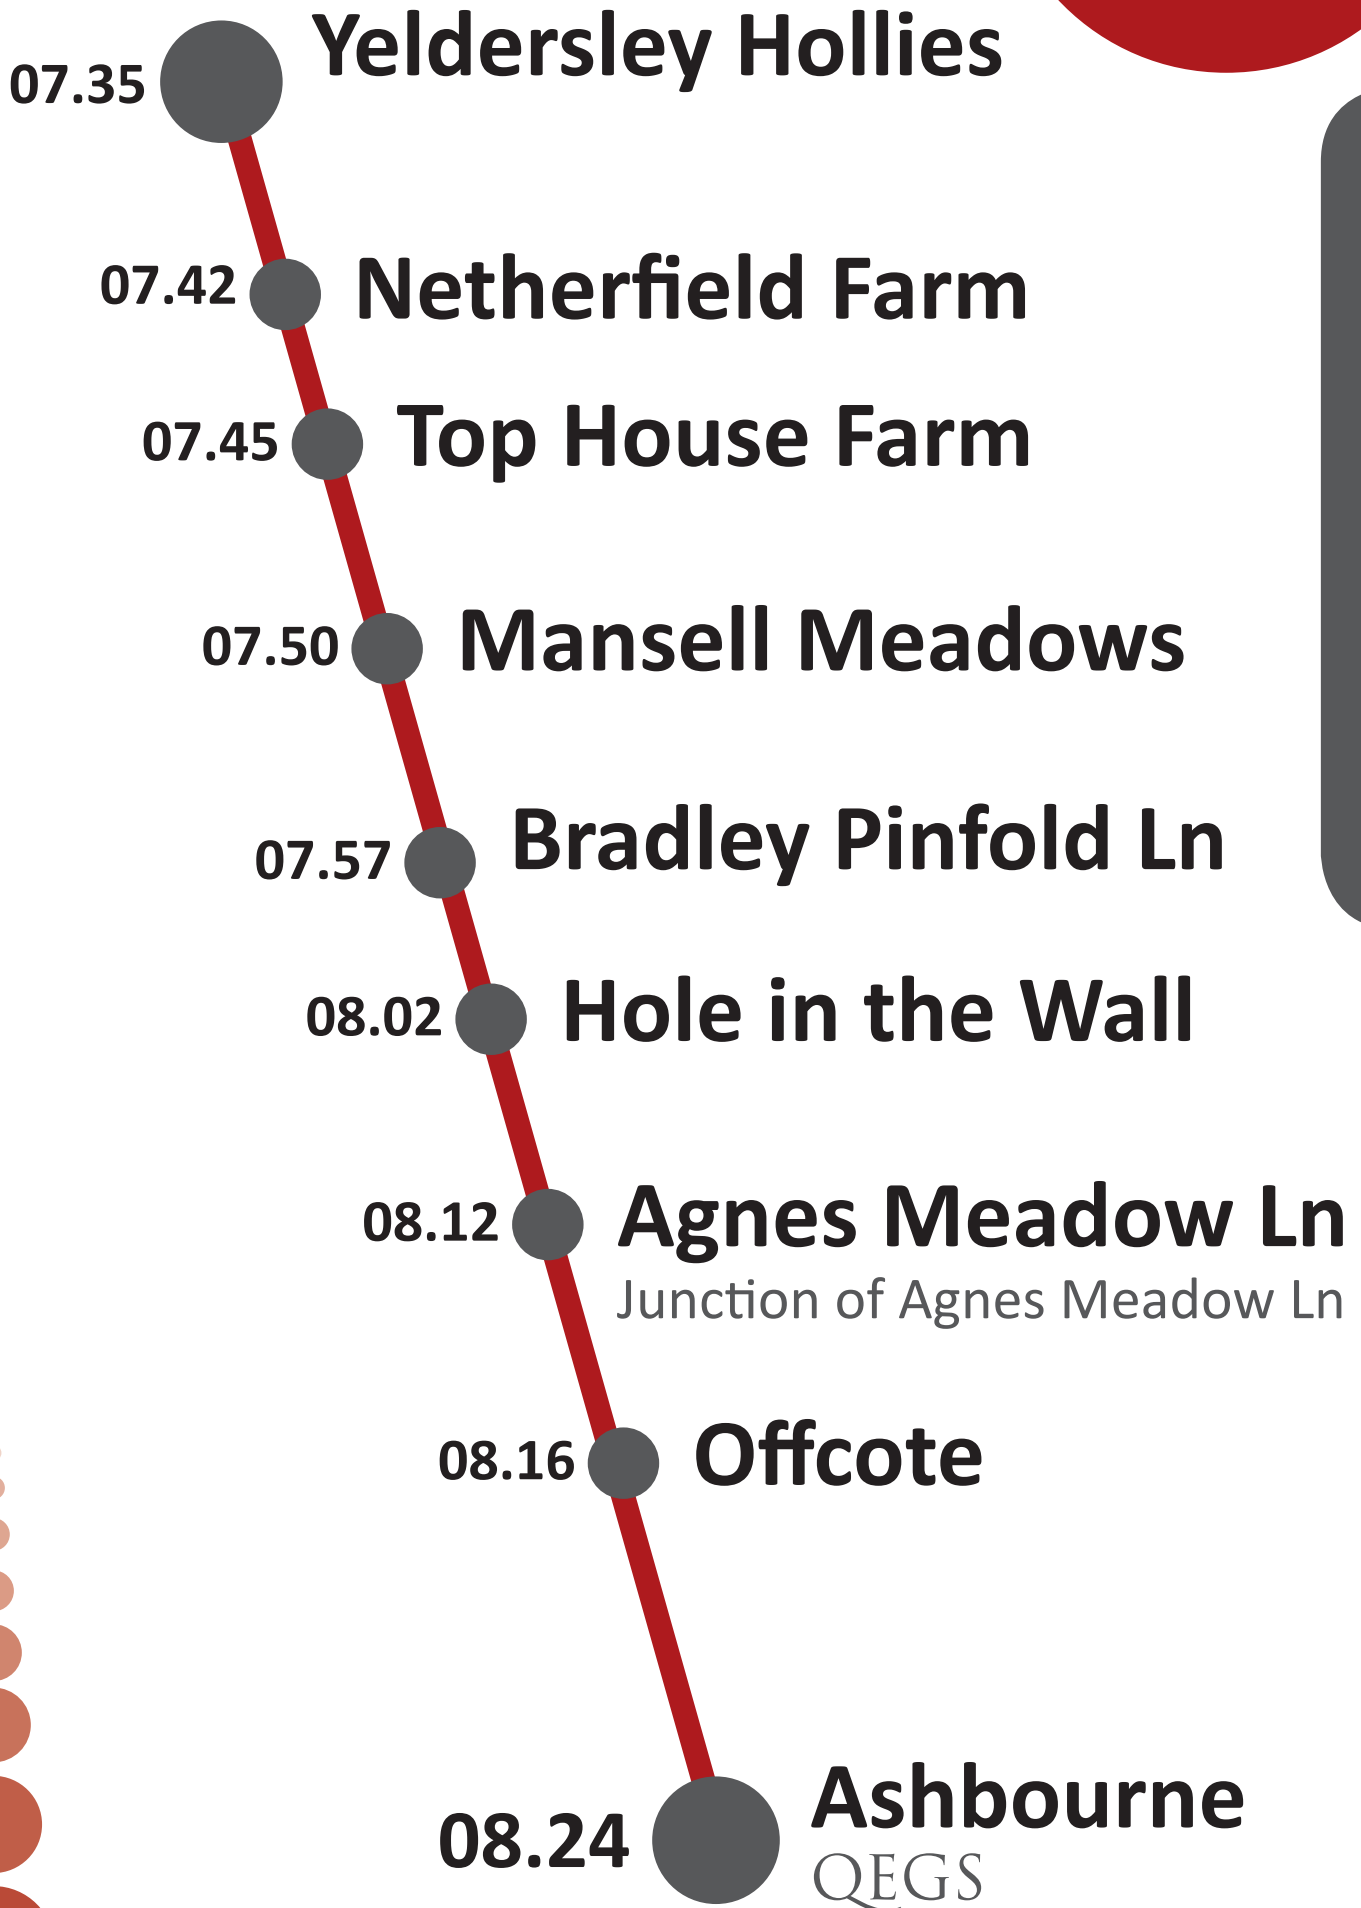 Yeldersley Hollies
07.35
07.42 Netherfield Farm
07.45 Top House Farm
07.50 Mansell Meadows
07.57 Bradley Pinfold Ln
08.02 Hole in the Wall
08.12 Agnes Meadow Ln
Junction of Agnes Meadow Ln
08.16 Offcote
08.24 Ashbourne
QEGS